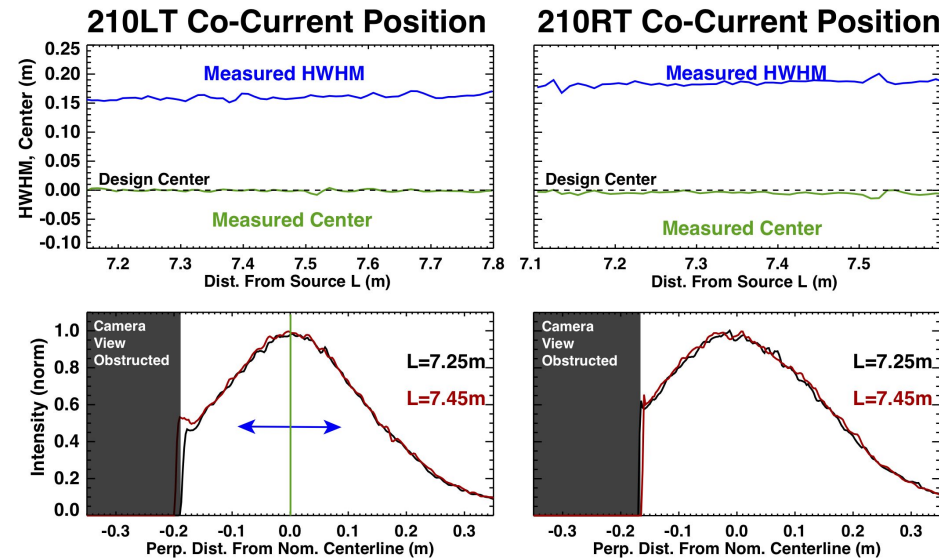 210LT Co-Current Position
210RT Co-Current Position
HWHM, Center (m)
0.25
0.20
0.15
0.10
0.05
0.00
-0.05
-0.10
Measured HWHM
Design Center
Measured Center
7.2 7.3 7.4 7.5 7.6 7.7 7.8
Dist. From Source L (m)
Measured HWHM
Design Center
Measured Center
7.1 7.2 7.3 7.4 7.5
Dist. From Source L (m)
Intensity (norm)
1.0
0.8
0.6
0.4
0.2
0.0
Camera
View
Obstructed
L=7.25m
L=7.45m
-0.3 -0.2 -0.1 0.0 0.1 0.2 0.3
Perp. Dist. From Nom. Centerline (m)
Camera
View
Obstructed
L=7.25m
L=7.45m
-0.3 -0.2 -0.1 0.0 0.1 0.2 0.3
Perp. Dist. From Nom. Centerline (m)